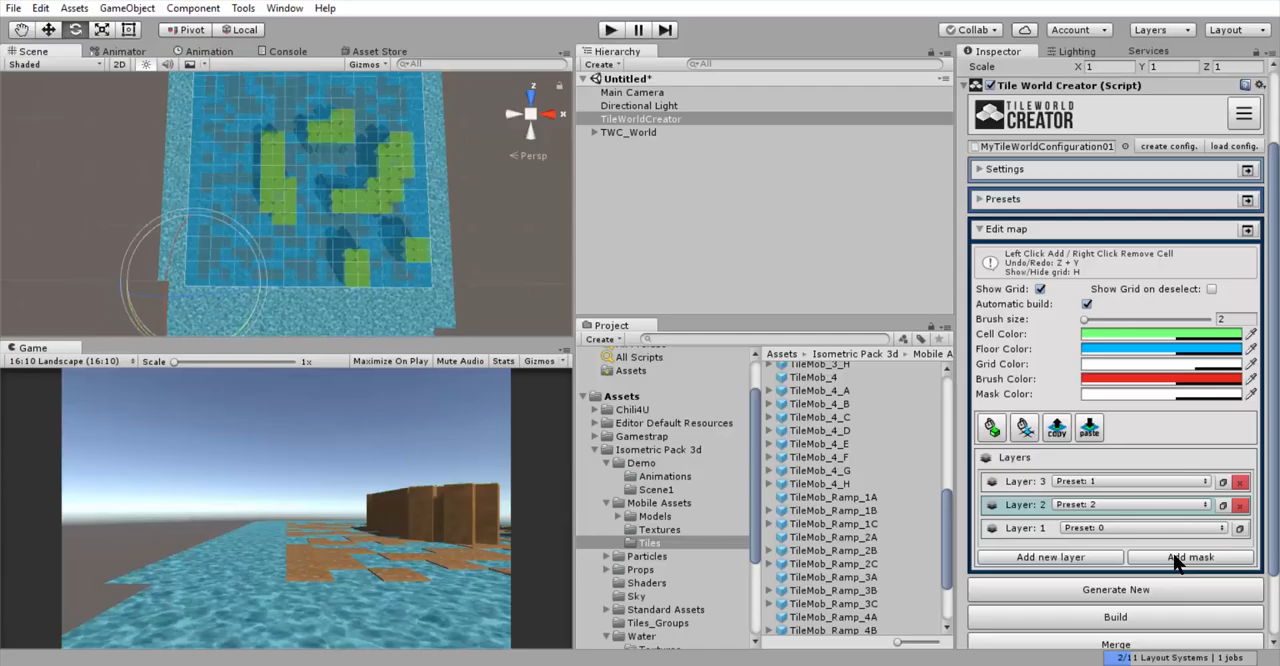 File Edit Assets GameObject Component Tools Window Help
Pivot Local Collab Account Layers Layout
Scene Animator Animation Console Asset Store
Shaded 2D Gizmos All
z
x
Persp
Game
16:10 Landscape (16:10) Scale 1x Maximize On Play Mute Audio Stats Gizmos
Hierarchy
Create All
Untitled*
Main Camera
Directional Light
TileWorldCreator
TWC_World
Project
Create
All Scripts
Assets
Assets
Chili4U
Editor Default Resources
Gamestrap
Isometric Pack 3d
Demo
Animations
Scene1
Mobile Assets
Models
Textures
Tiles
Particles
Props
Shaders
Sky
Standard Assets
Tiles_Groups
Water
Assets Isometric Pack 3d Mobile A
TileMob_3_H
TileMob_4
TileMob_4_A
TileMob_4_B
TileMob_4_C
TileMob_4_D
TileMob_4_E
TileMob_4_F
TileMob_4_G
TileMob_4_H
TileMob_Ramp_1A
TileMob_Ramp_1B
TileMob_Ramp_1C
TileMob_Ramp_2A
TileMob_Ramp_2B
TileMob_Ramp_2C
TileMob_Ramp_3A
TileMob_Ramp_3B
TileMob_Ramp_3C
TileMob_Ramp_4A
TileMob_Ramp_4B
Inspector Lighting Services
Scale X 1 Y 1 Z 1
Tile World Creator (Script)
TILEWORLD
CREATOR
MyTileWorldConfiguration01 create config. load config.
Settings
Presets
Edit map
Left Click Add / Right Click Remove Cell
Undo/Redo: Z + Y
Show/Hide grid: H
Show Grid: Show Grid on deselect:
Automatic build:
Brush size: 2
Cell Color:
Floor Color:
Grid Color:
Brush Color:
Mask Color:
copy paste
Layers
Layer: 3 Preset: 1 x
Layer: 2 Preset: 2 x
Layer: 1 Preset: 0
Add new layer Add mask
Generate New
Build
Merge
2/11 Layout Systems | 1 jobs